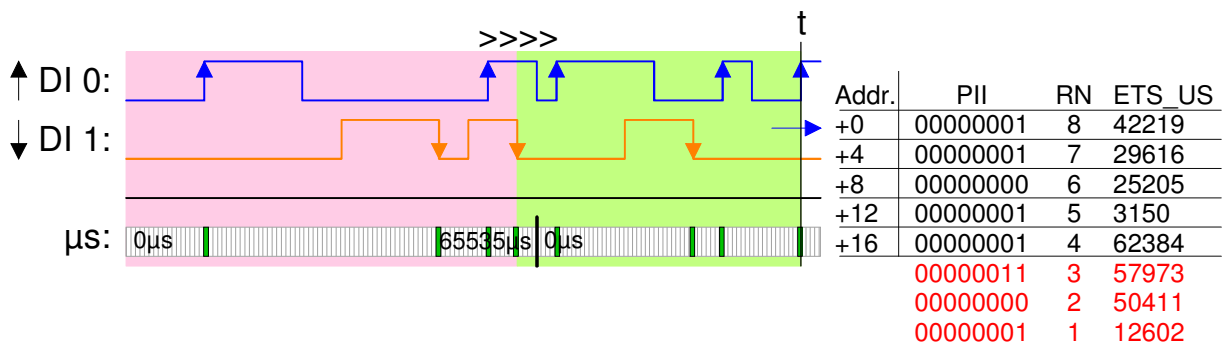 >>>> t
DI 0:
DI 1:
µs: 0µs 65535µs 0µs
Addr. PII RN ETS_US
+0 00000001 8 42219
+4 00000001 7 29616
+8 00000000 6 25205
+12 00000001 5 3150
+16 00000001 4 62384
00000011 3 57973
00000000 2 50411
00000001 1 12602